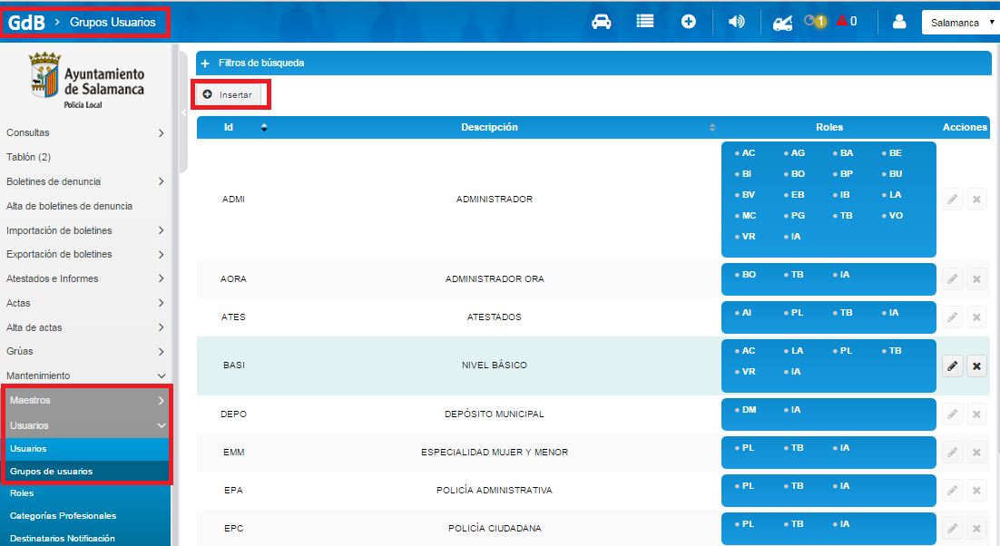 GdB > Grupos Usuarios
1 0
Salamanca
Ayuntamiento
de Salamanca
Policía Local
Consultas
Tablón (2)
Boletines de denuncia
Alta de boletines de denuncia
Importación de boletines
Exportación de boletines
Atestados e Informes
Actas
Alta de actas
Grúas
Mantenimiento
Maestros
Usuarios
Usuarios
Grupos de usuarios
Roles
Categorías Profesionales
Destinatarios Notificación
+ Filtros de búsqueda
Insertar
Id Descripción Roles Acciones
ADMI ADMINISTRADOR
AC AG BA BE
BI BO BP BU
BV EB IB LA
MC PG TB VO
VR IA
AORA ADMINISTRADOR ORA BO TB IA
ATES ATESTADOS AI PL TB IA
BASI NIVEL BÁSICO
AC LA PL TB
VR IA
DEPO DEPÓSITO MUNICIPAL DM IA
EMM ESPECIALIDAD MUJER Y MENOR PL TB IA
EPA POLICÍA ADMINISTRATIVA PL TB IA
EPC POLICÍA CIUDADANA PL TB IA